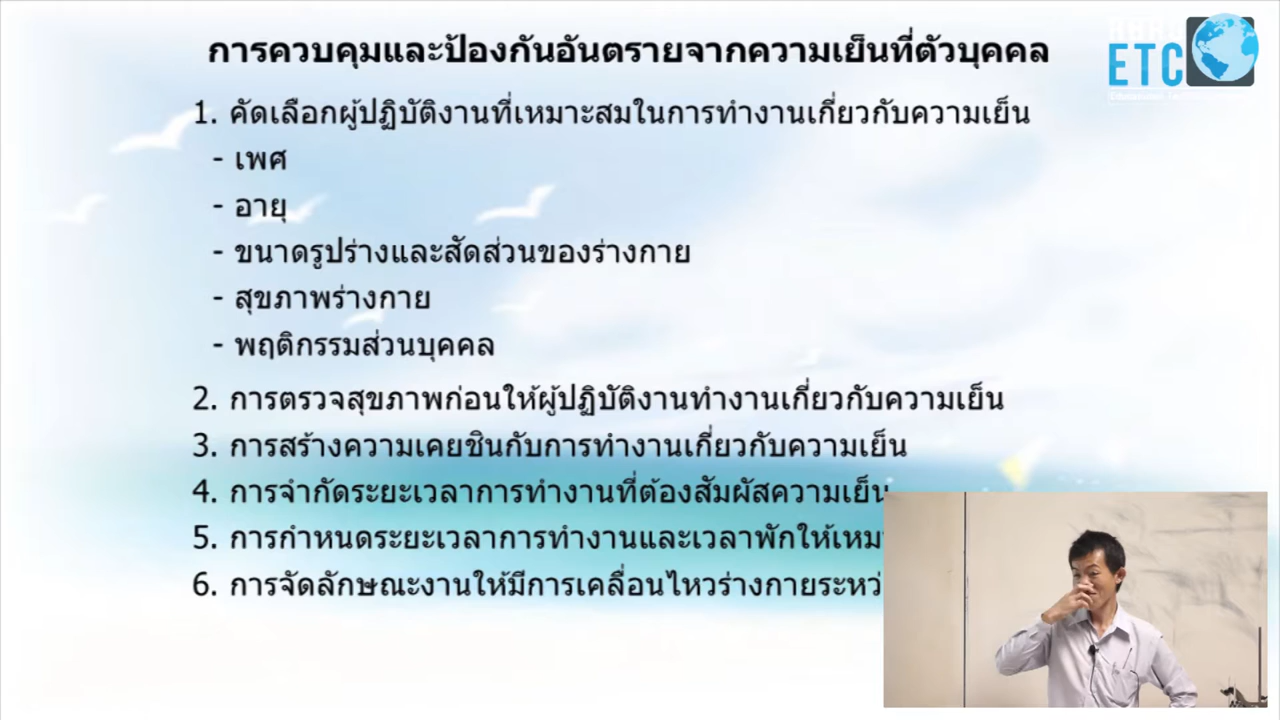 การควบคุมและป้องกันอันตรายจากความเย็นที่ตัวบุคคล
ETC
1. คัดเลือกผู้ปฏิบัติงานที่เหมาะสมในการทำงานเกี่ยวกับความเย็น
- เพศ
- อายุ
- ขนาดรูปร่างและสัดส่วนของร่างกาย
- สุขภาพร่างกาย
- พฤติกรรมส่วนบุคคล
2. การตรวจสุขภาพก่อนให้ผู้ปฏิบัติงานทำงานเกี่ยวกับความเย็น
3. การสร้างความเคยชินกับการทำงานเกี่ยวกับความเย็น
4. การจำกัดระยะเวลาการทำงานที่ต้องสัมผัสความเย็น
5. การกำหนดระยะเวลาการทำงานและเวลาพักให้
6. การจัดลักษณะงานให้มีการเคลื่อนไหวร่างกาย